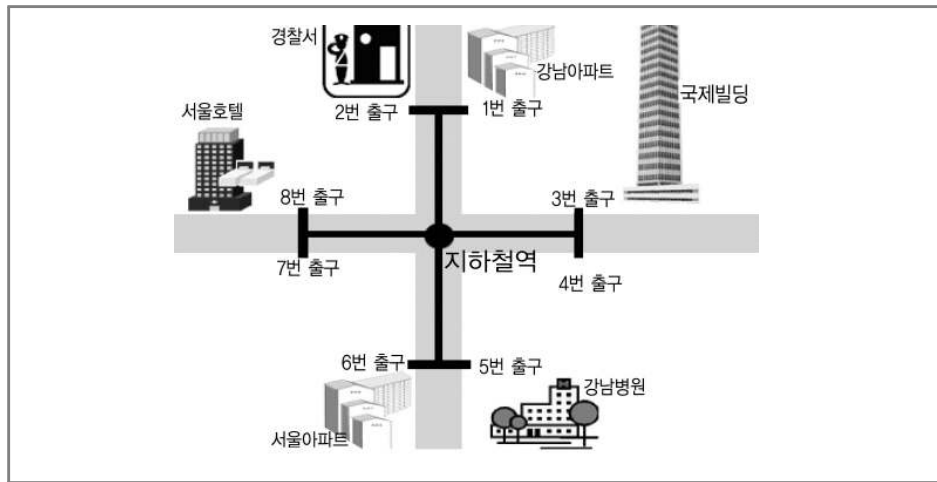 경찰서
강남아파트
국제빌딩
서울호텔
2번 출구
1번 출구
8번 출구
3번 출구
지하철역
7번 출구
4번 출구
6번 출구
5번 출구
강남병원
서울아파트